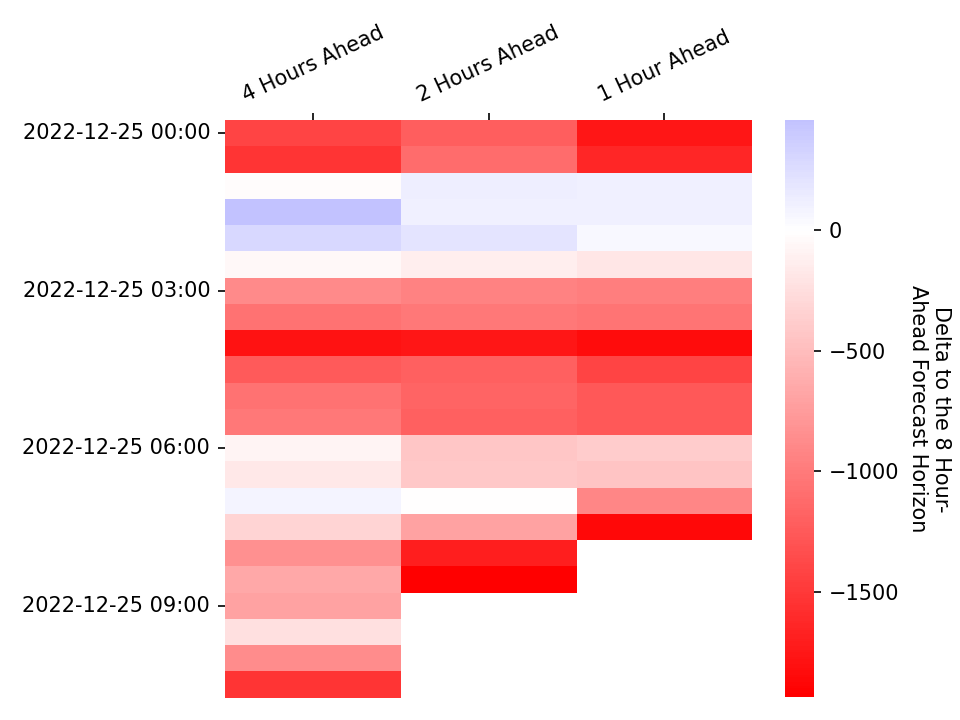 4 Hours Ahead
2 Hours Ahead
1 Hour Ahead
2022-12-25 00:00
2022-12-25 03:00
2022-12-25 06:00
2022-12-25 09:00
0
−500
−1000
−1500
Delta to the 8 Hour-
Ahead Forecast Horizon